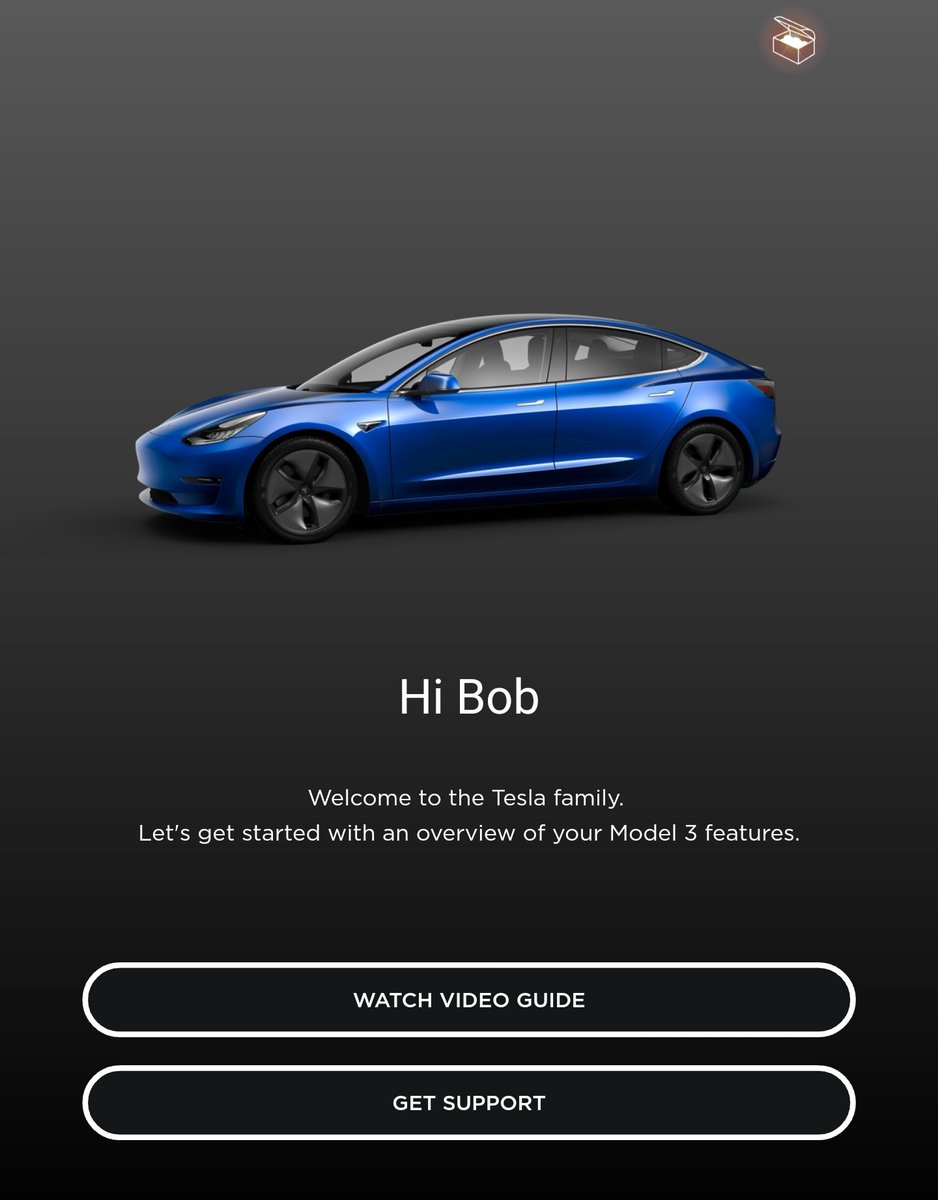 Hi Bob
Welcome to the Tesla family.
Let's get started with an overview of your Model 3 features.
WATCH VIDEO GUIDE
GET SUPPORT